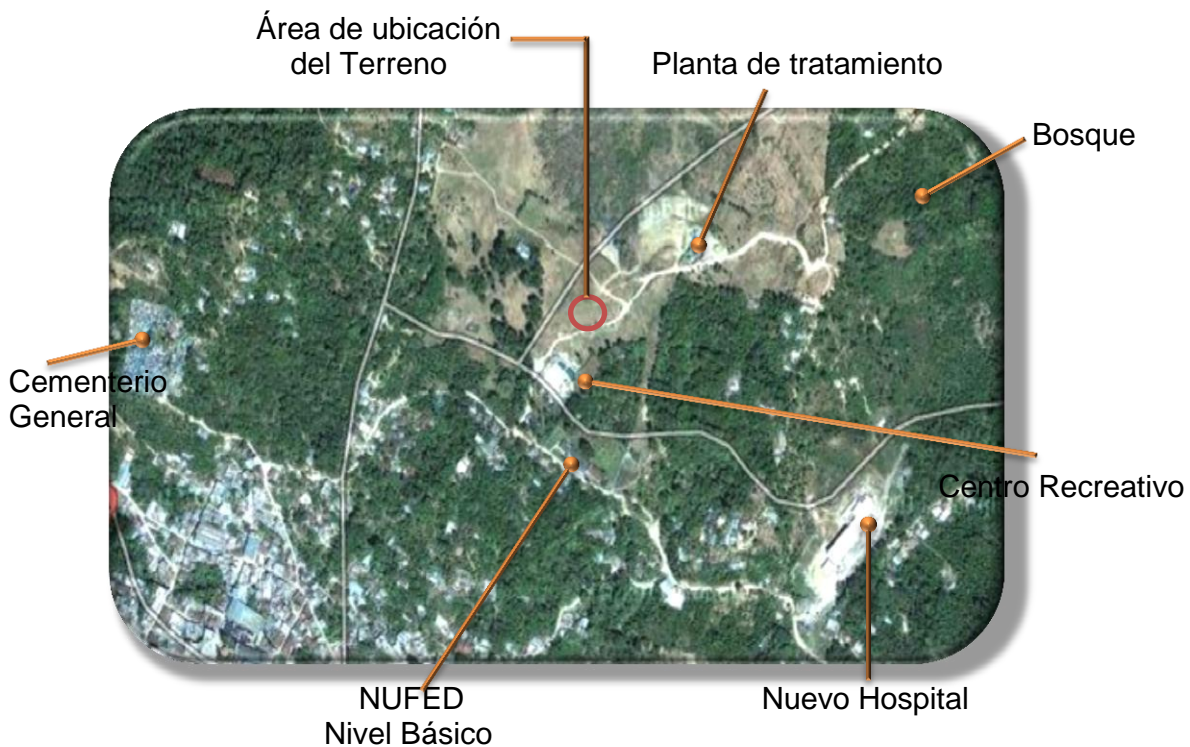 Área de ubicación
del Terreno
Planta de tratamiento
Bosque
Cementerio
General
Centro Recreativo
NUFED
Nivel Básico
Nuevo Hospital